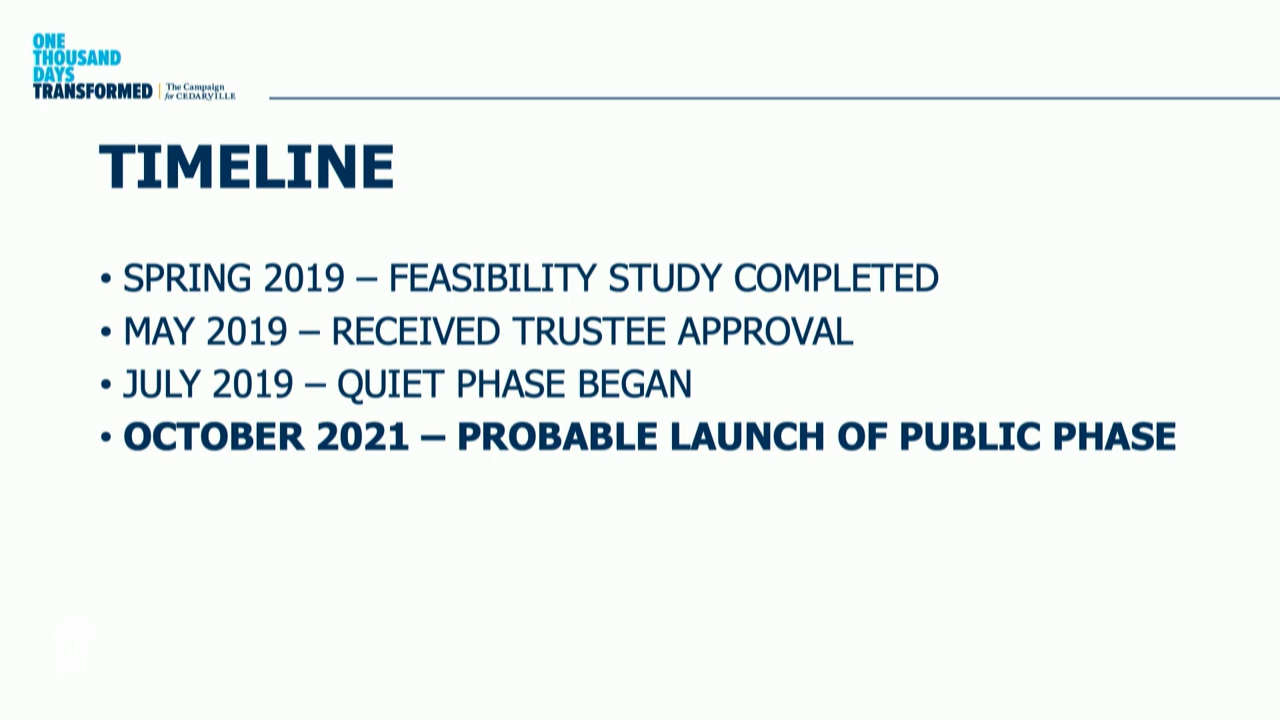 ONE
THOUSAND
DAYS
TRANSFORMED
The Campaign
for CEDARVILLE
TIMELINE
• SPRING 2019 – FEASIBILITY STUDY COMPLETED
• MAY 2019 – RECEIVED TRUSTEE APPROVAL
• JULY 2019 – QUIET PHASE BEGAN
• OCTOBER 2021 – PROBABLE LAUNCH OF PUBLIC PHASE